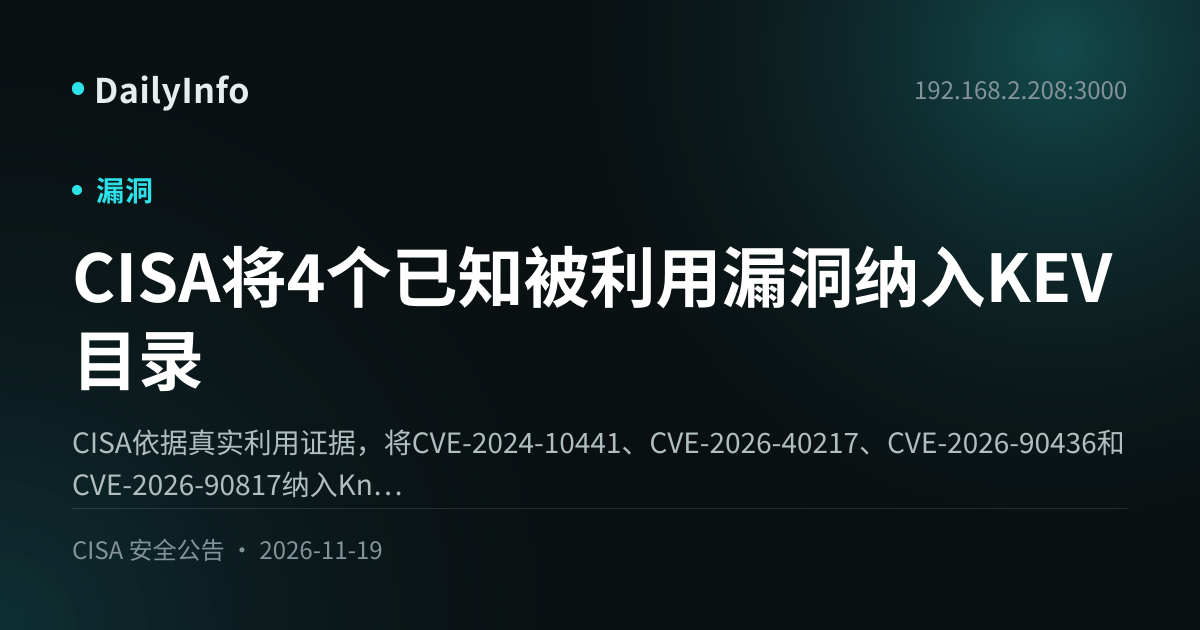 DailyInfo
192.168.2.208:3000
漏洞
CISA将4个已知被利用漏洞纳入KEV
目录
CISA依据真实利用证据，将CVE-2024-10441、CVE-2026-40217、CVE-2026-90436和
CVE-2026-90817纳入Kn…
CISA 安全公告 · 2026-11-19